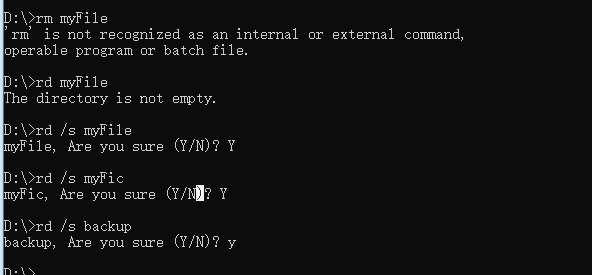 D:\>rm myFile
'rm' is not recognized as an internal or external command,
operable program or batch file.
D:\>rd myFile
The directory is not empty.
D:\>rd /s myFile
myFile, Are you sure (Y/N)? Y
D:\>rd /s myFic
myFic, Are you sure (Y/N)? Y
D:\>rd /s backup
backup, Are you sure (Y/N)? y
D:\>